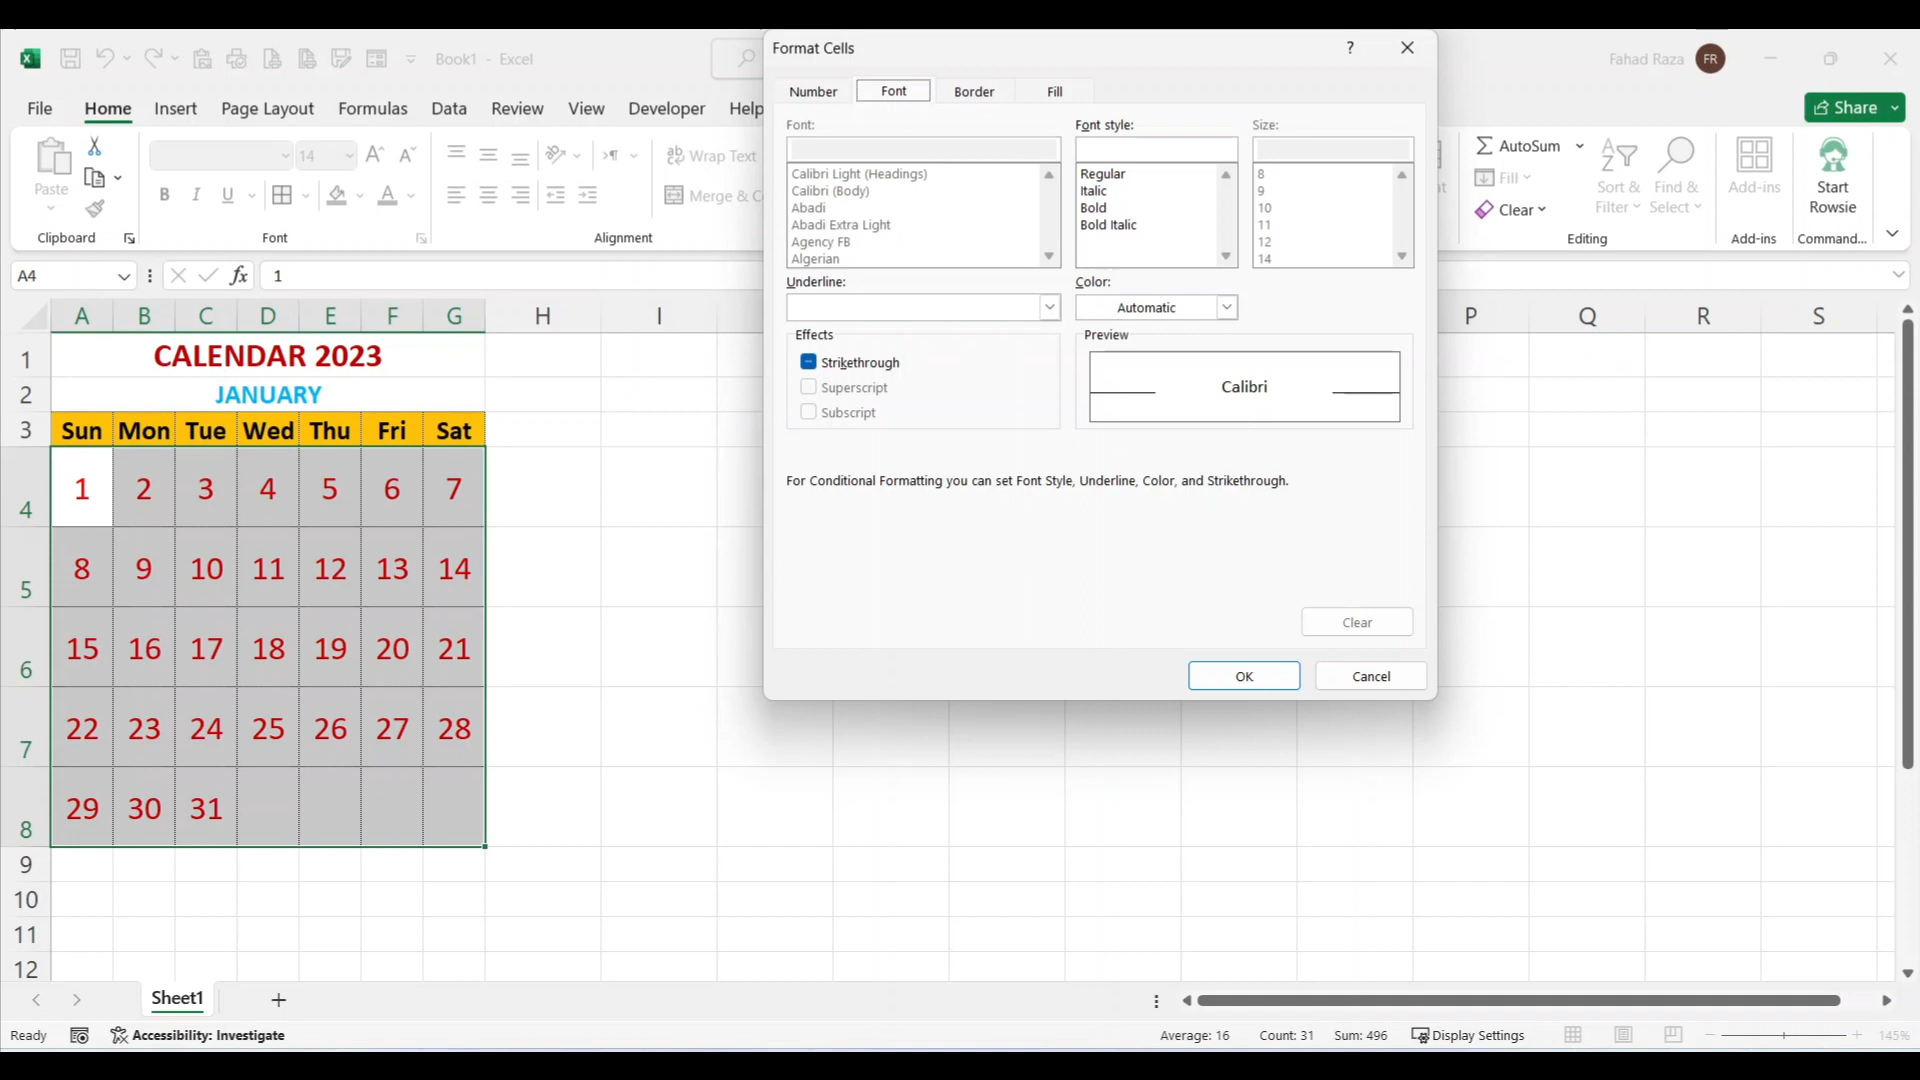 Book1 - Excel
Fahad Raza
FR
File
Home
Insert
Page Layout
Formulas
Data
Review
View
Developer
Help
Share
Paste
14
B
I
U
Wrap Text
Merge & C
AutoSum
Fill
Clear
Sort &
Filter
Find &
Select
Add-ins
Start
Rowsie
Clipboard
Font
Alignment
Editing
Add-ins
Command...
A4
fx
1
Format Cells
?
Number
Font
Border
Fill
Font:
Font style:
Size:
Calibri Light (Headings)
Calibri (Body)
Abadi
Abadi Extra Light
Agency FB
Algerian
Regular
Italic
Bold
Bold Italic
8
9
10
11
12
14
Underline:
Color:
Automatic
Effects
Strikethrough
Superscript
Subscript
Preview
Calibri
For Conditional Formatting you can set Font Style, Underline, Color, and Strikethrough.
Clear
OK
Cancel
A B C D E F G H I P Q R S
1 CALENDAR 2023
2 JANUARY
3 Sun Mon Tue Wed Thu Fri Sat
4 1 2 3 4 5 6 7
5 8 9 10 11 12 13 14
6 15 16 17 18 19 20 21
7 22 23 24 25 26 27 28
8 29 30 31
9
10
11
12
Sheet1
Ready
Accessibility: Investigate
Average: 16
Count: 31
Sum: 496
Display Settings
145%